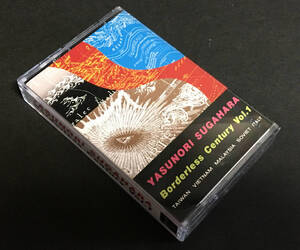 YASUNORI SUGAHARA
Borderless Century Vol.1
TAIWAN VIETNAM MALAYSIA SOVIET ITALY